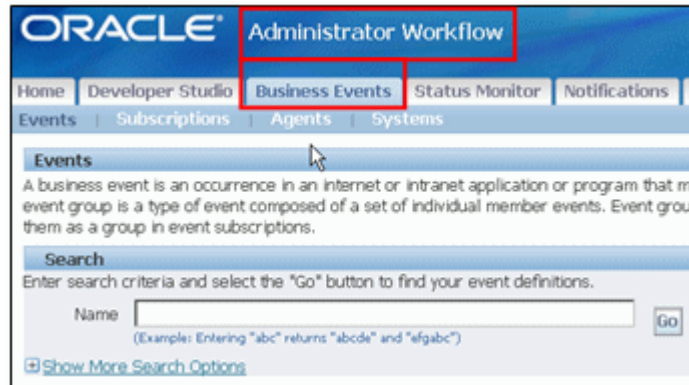 ORACLE Administrator Workflow
Home Developer Studio Business Events Status Monitor Notifications
Events | Subscriptions | Agents | Systems
Events
A business event is an occurrence in an internet or intranet application or program that
event group is a type of event composed of a set of individual member events. Event
them as a group in event subscriptions.
Search
Enter search criteria and select the "Go" button to find your event definitions.
Name Go
(Example: Entering "abc" returns "abcde" and "efgabc")
Show More Search Options